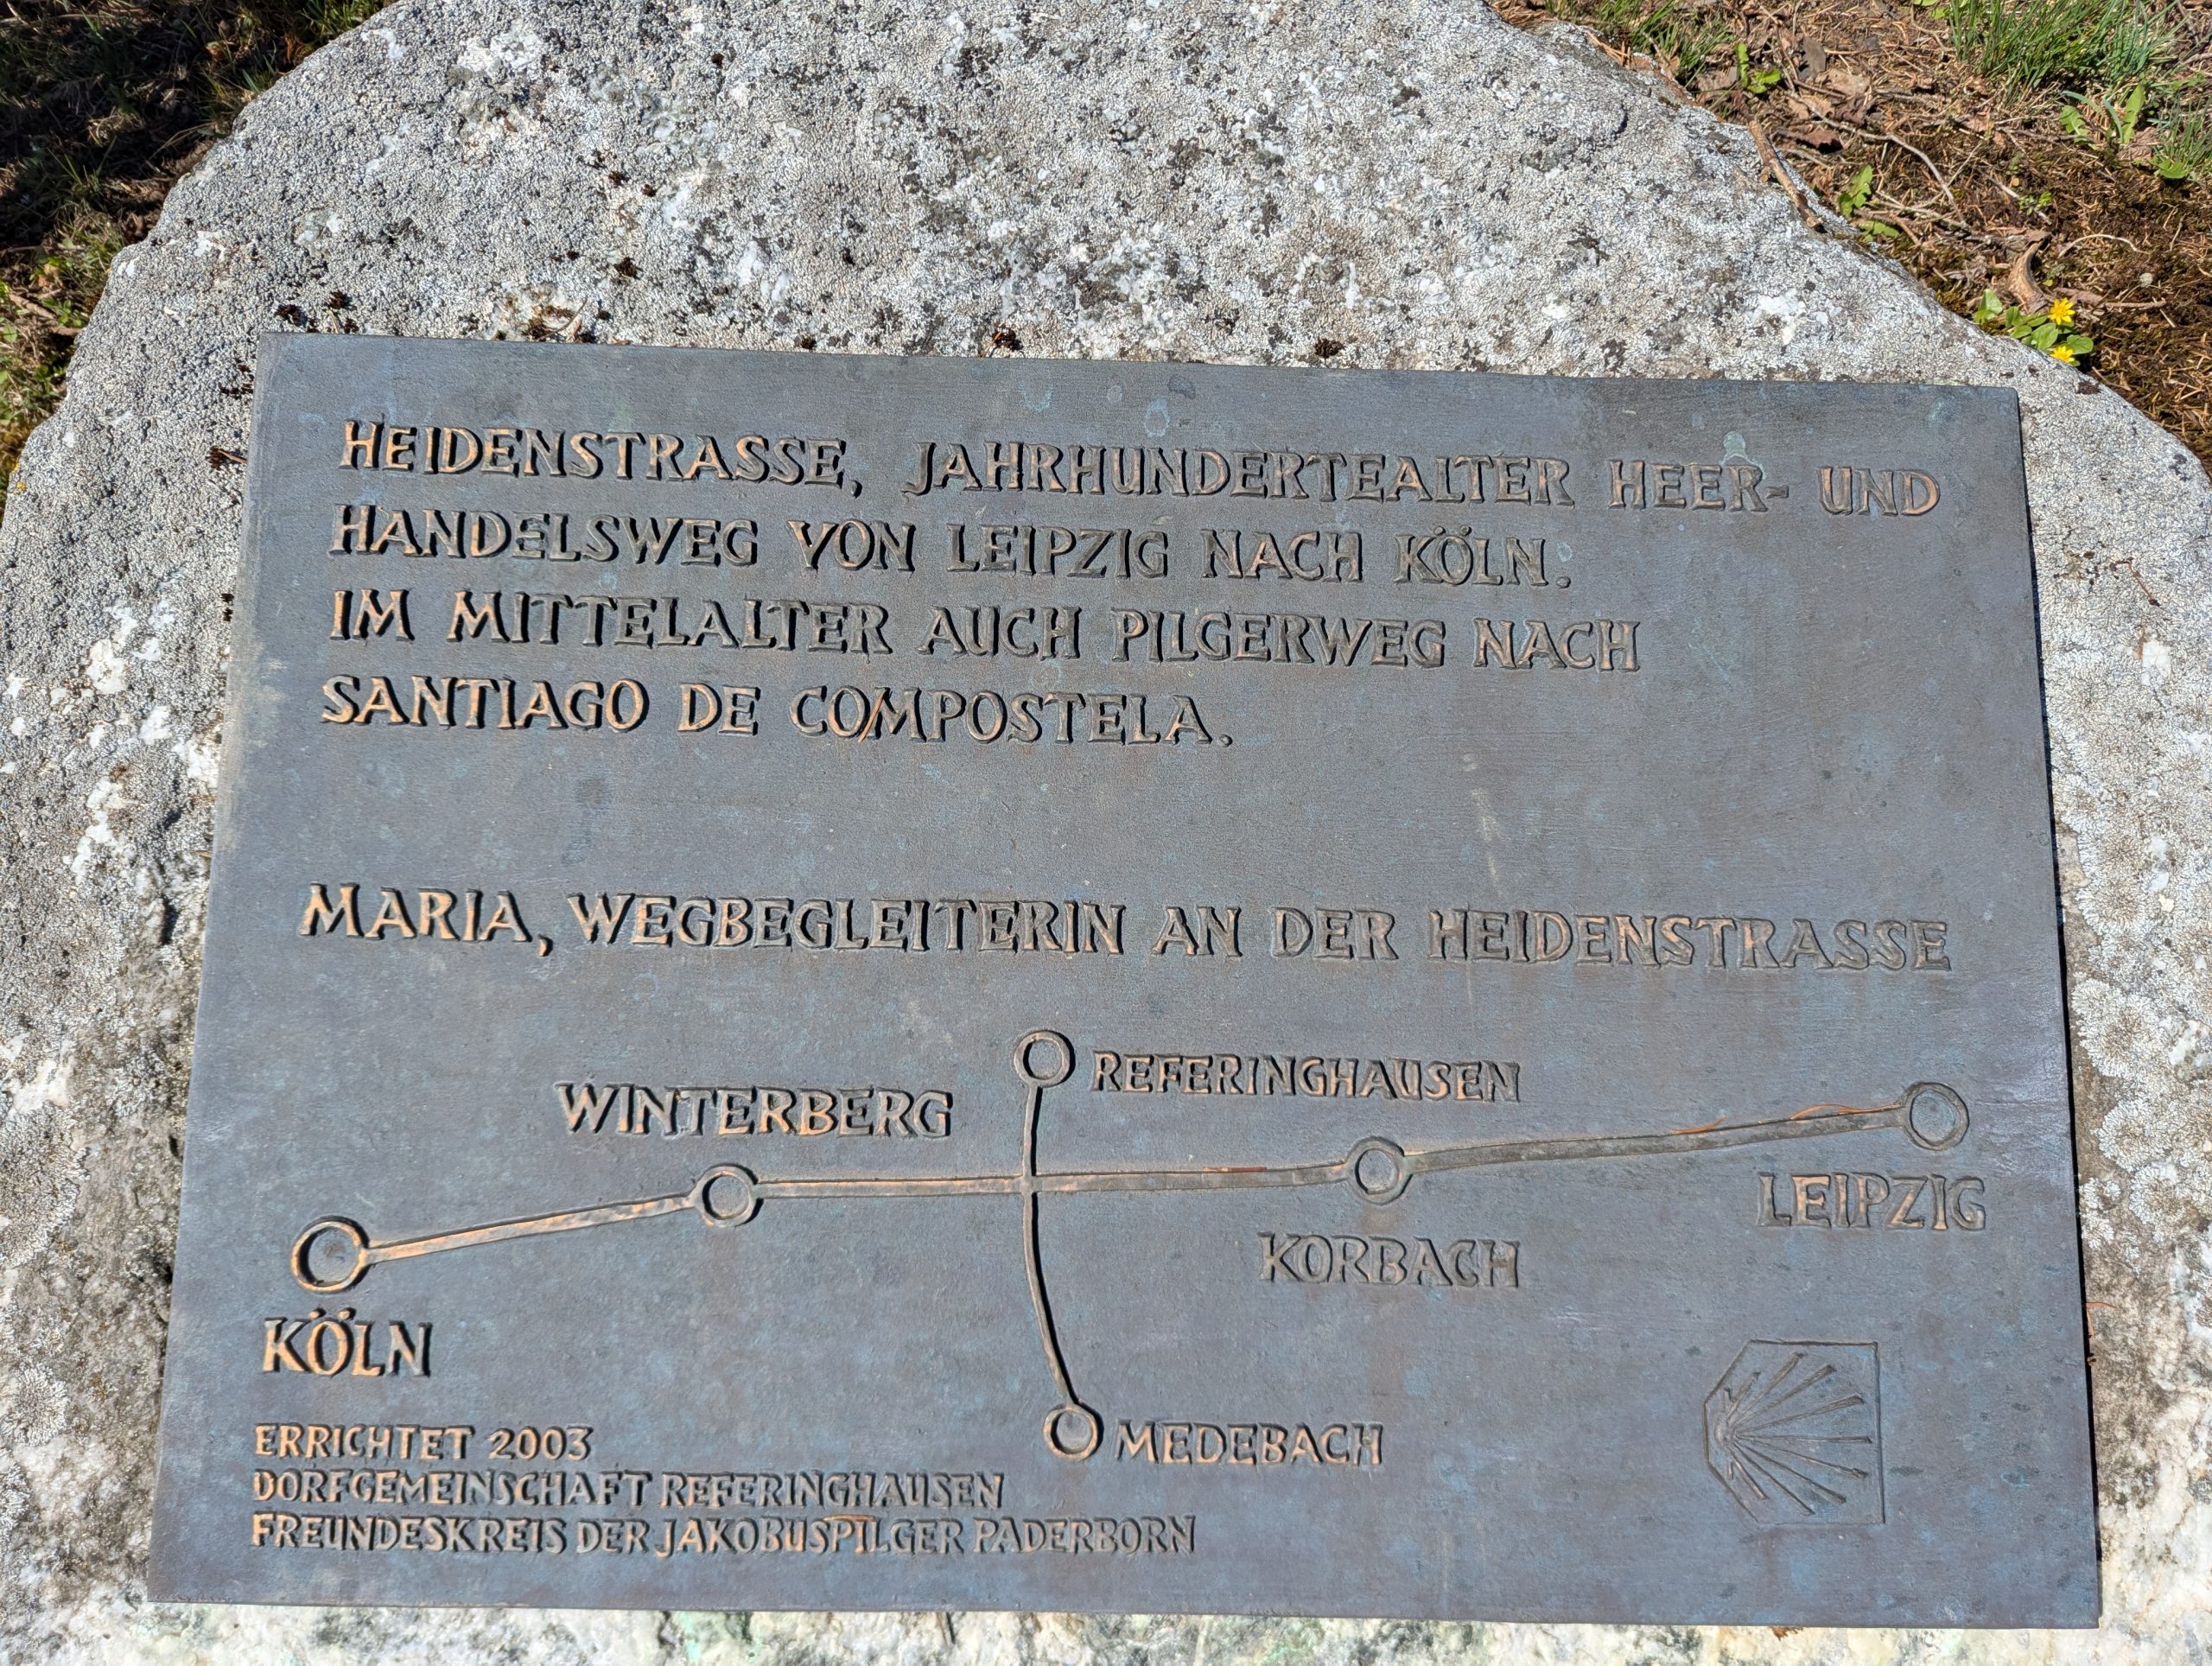 HEIDENSTRASSE, JAHRHUNDERTEALTER HEER- UND
HANDELSWEG VON LEIPZIG NACH KÖLN.
IM MITTELALTER AUCH PILGERWEG NACH
SANTIAGO DE COMPOSTELA.
MARIA, WEGBEGLEITERIN AN DER HEIDENSTRASSE
REFERINGHAUSEN
WINTERBERG
LEIPZIG
KORBACH
KÖLN
MEDEBACH
ERRICHTET 2003
DORFGEMEINSCHAFT REFERINGHAUSEN
FREUNDESKREIS DER JAKOBUSPILGER PADERBORN